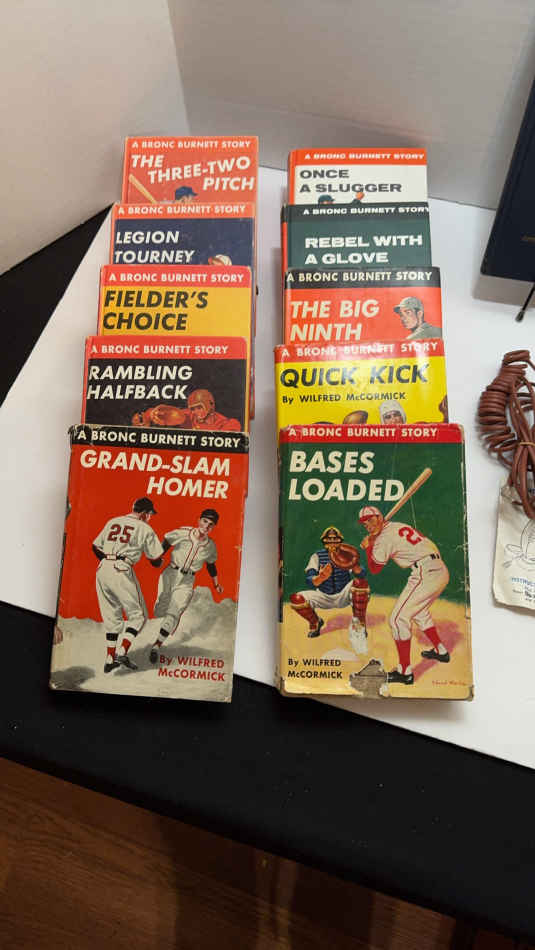 A BRONC BURNETT STORY
THE
THREE-TWO
PITCH
A BRONC BURNETT STORY
LEGION
TOURNEY
A BRONC BURNETT STORY
FIELDER'S
CHOICE
A BRONC BURNETT STORY
RAMBLING
HALFBACK
A BRONC BURNETT STORY
GRAND-SLAM
HOMER
25
By WILFRED
McCORMICK
A BRONC BURNETT STORY
ONCE
A SLUGGER
A BRONC BURNETT STORY
REBEL WITH
A GLOVE
A BRONC BURNETT STORY
THE BIG
NINTH
A BRONC BURNETT STORY
QUICK KICK
By WILFRED McCORMICK
A BRONC BURNETT STORY
BASES
LOADED
2
By WILFRED
McCORMICK